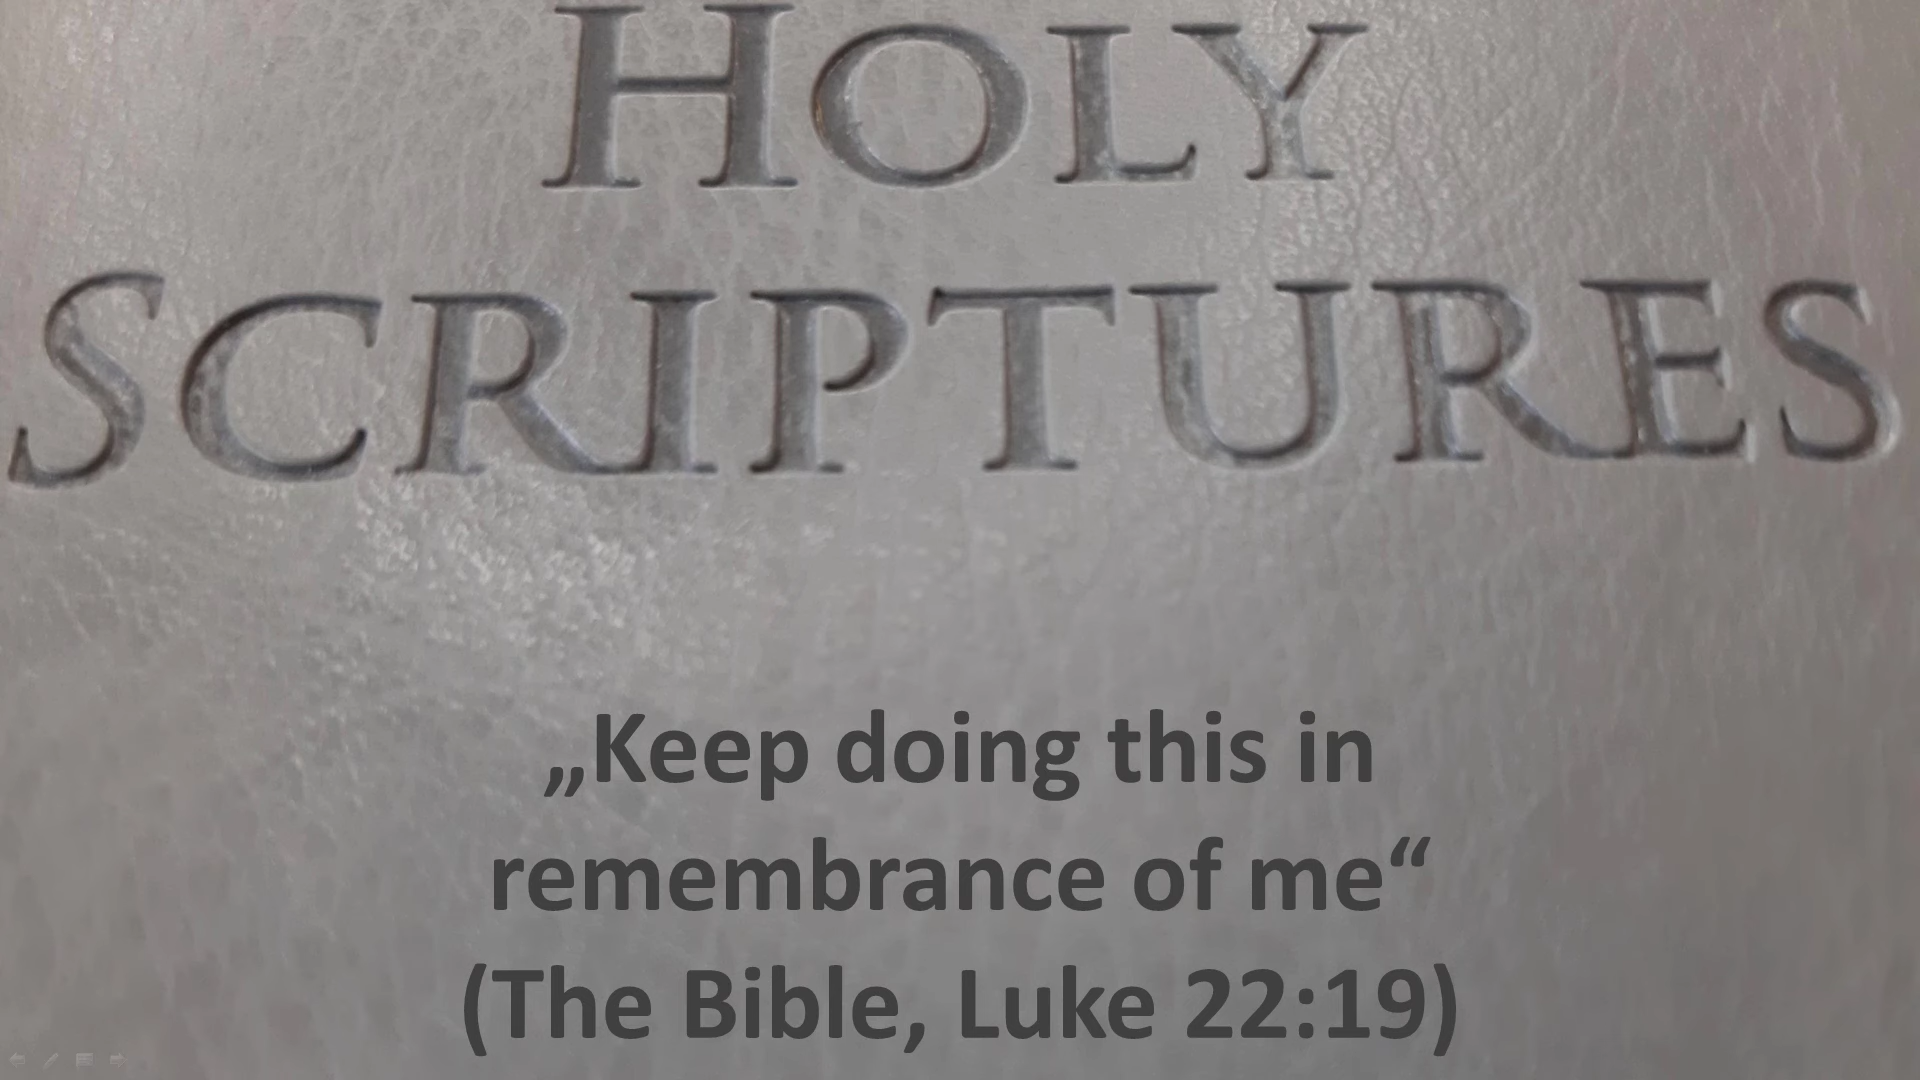 HOLY
SCRIPTURES
„Keep doing this in
remembrance of me“
(The Bible, Luke 22:19)